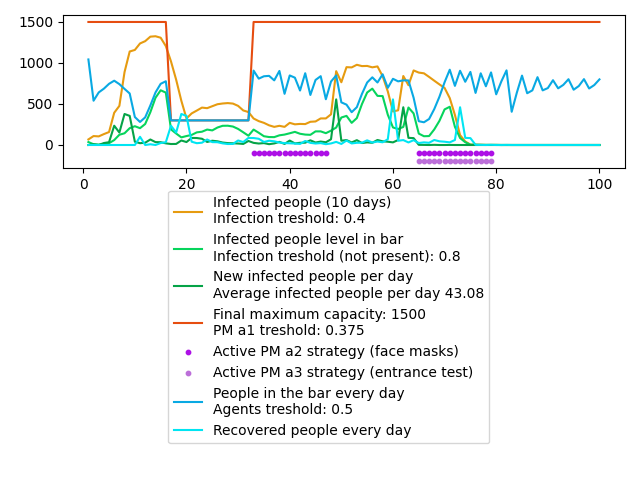 1500
1000
500
0
0
20
40
60
80
100
Infected people (10 days)
Infection treshold: 0.4
Infected people level in bar
Infection treshold (not present): 0.8
New infected people per day
Average infected people per day 43.08
Final maximum capacity: 1500
PM a1 treshold: 0.375
Active PM a2 strategy (face masks)
Active PM a3 strategy (entrance test)
People in the bar every day
Agents treshold: 0.5
Recovered people every day